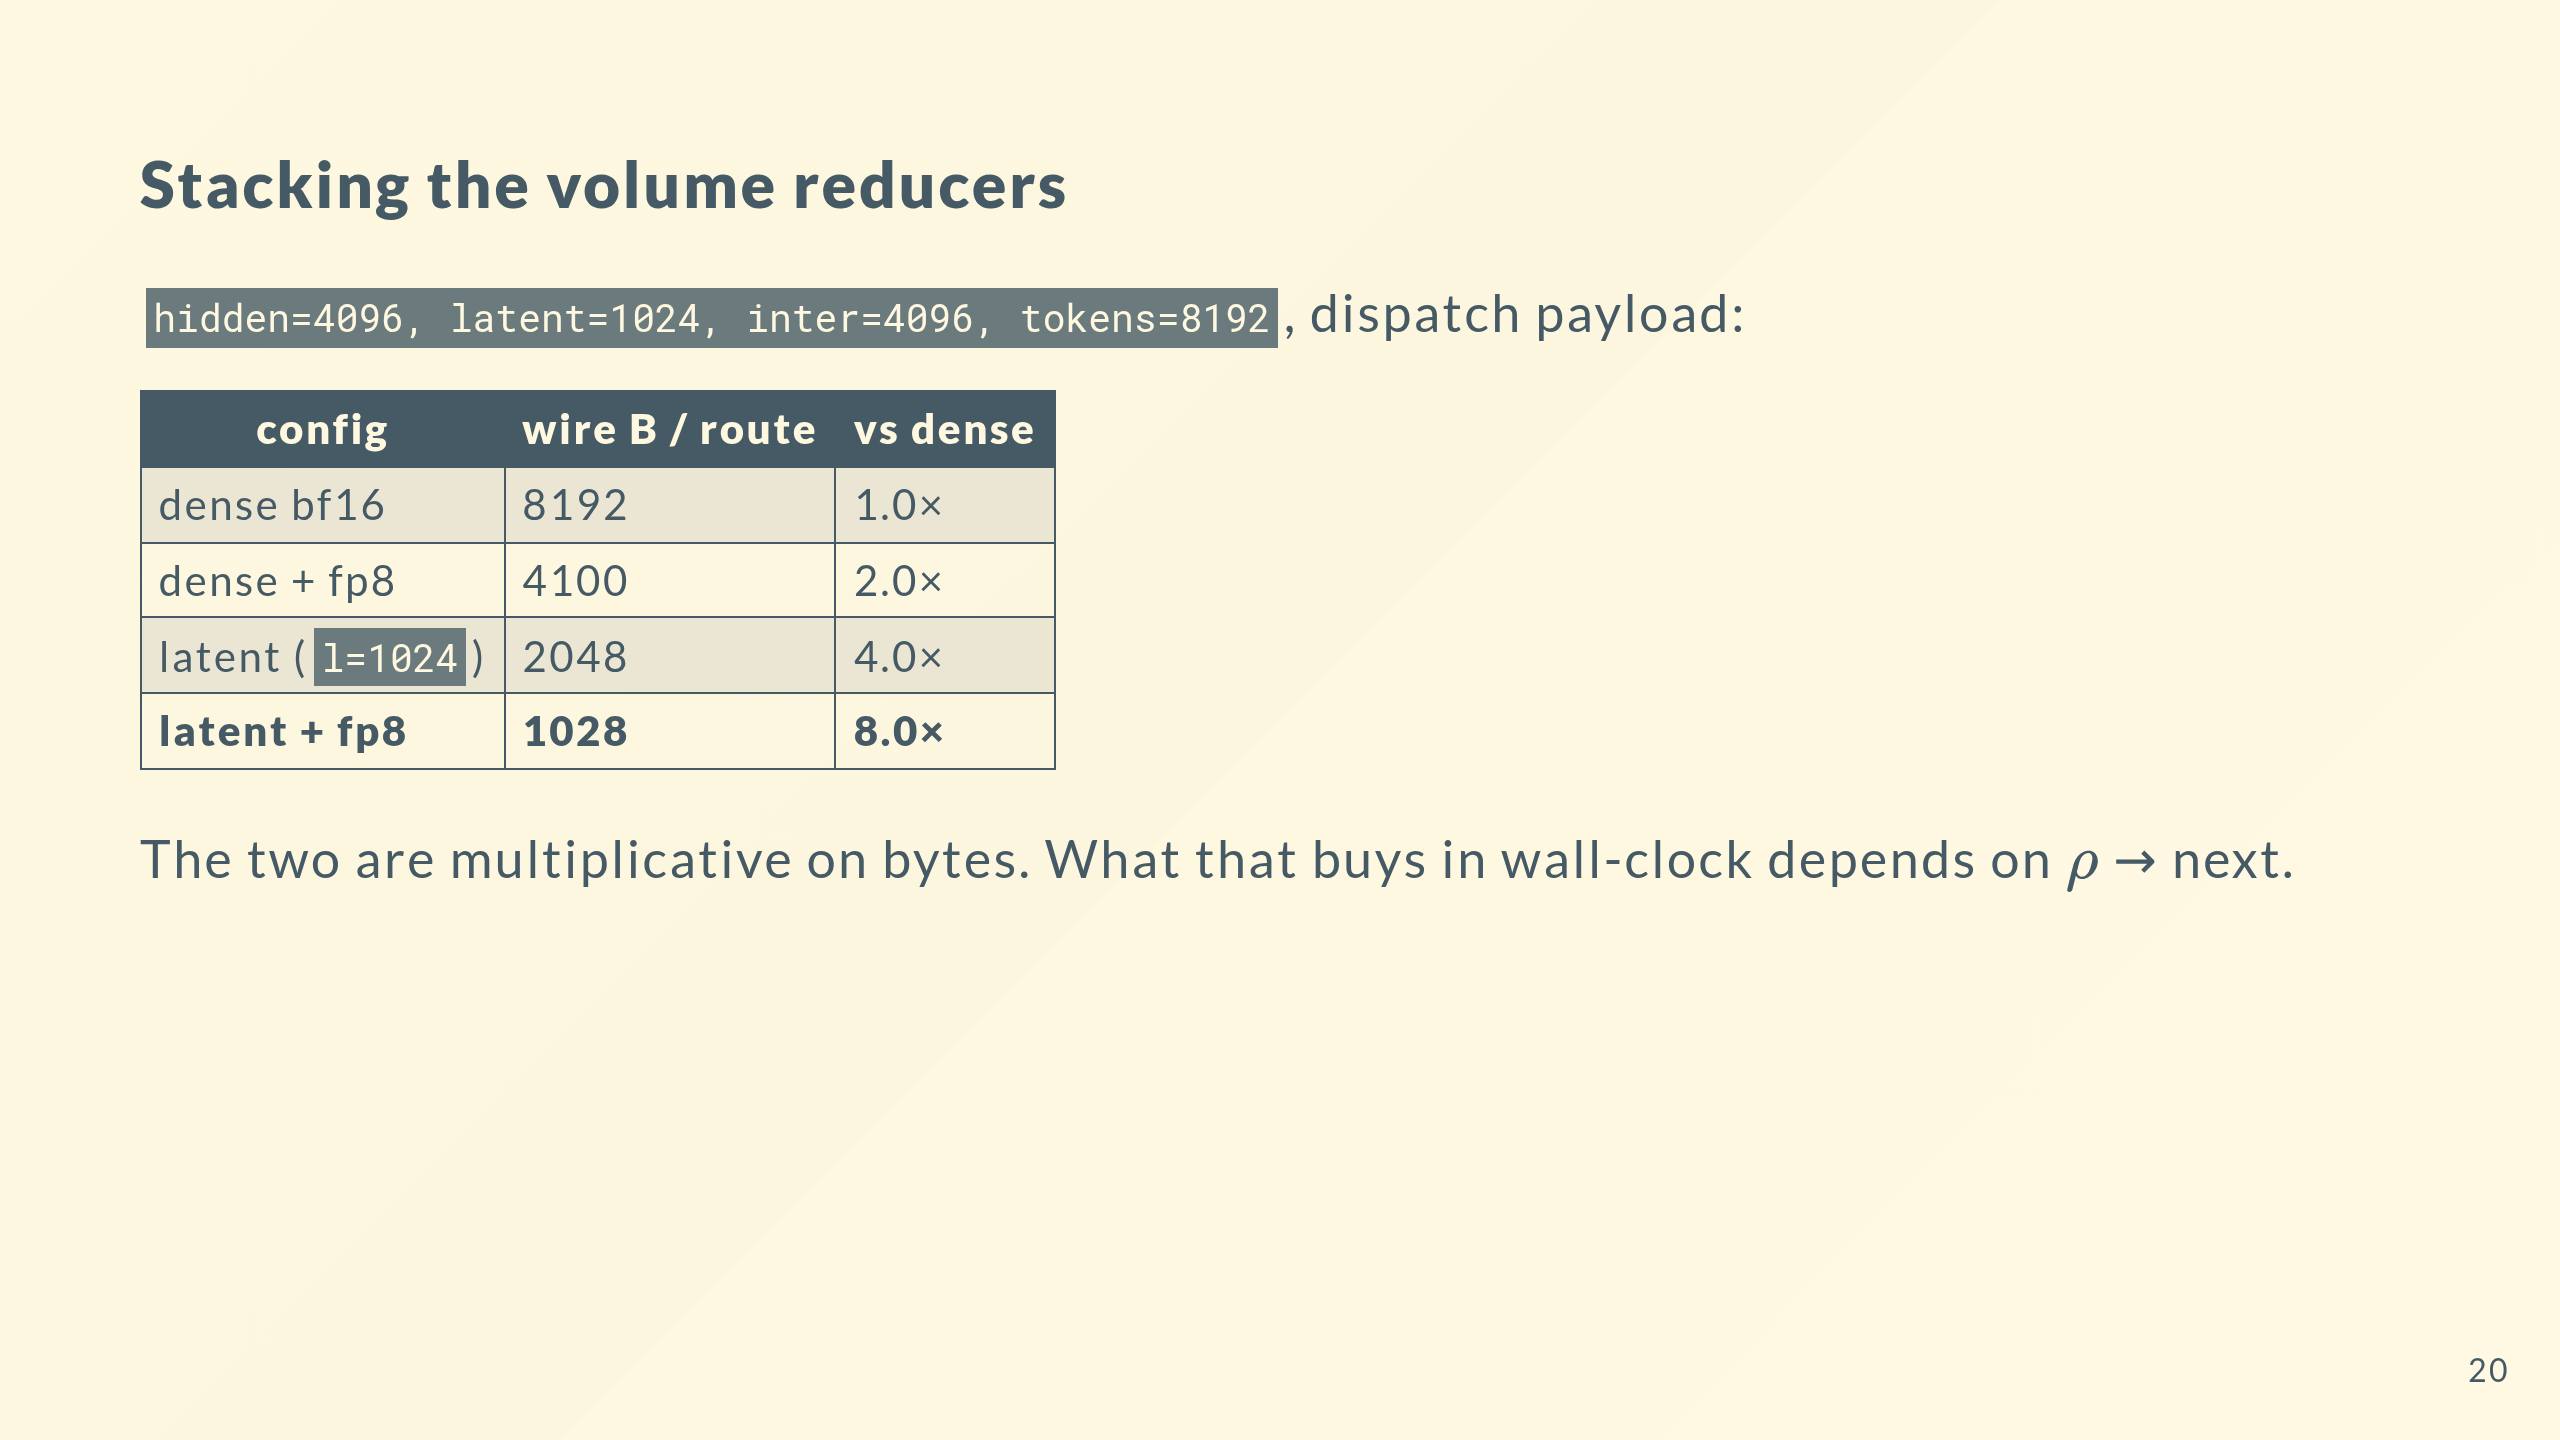 Stacking the volume reducers
hidden=4096, latent=1024, inter=4096, tokens=8192, dispatch payload:
config wire B / route vs dense
dense bf16 8192 1.0×
dense + fp8 4100 2.0×
latent (l=1024) 2048 4.0×
latent + fp8 1028 8.0×
The two are multiplicative on bytes. What that buys in wall-clock depends on ρ → next.
20